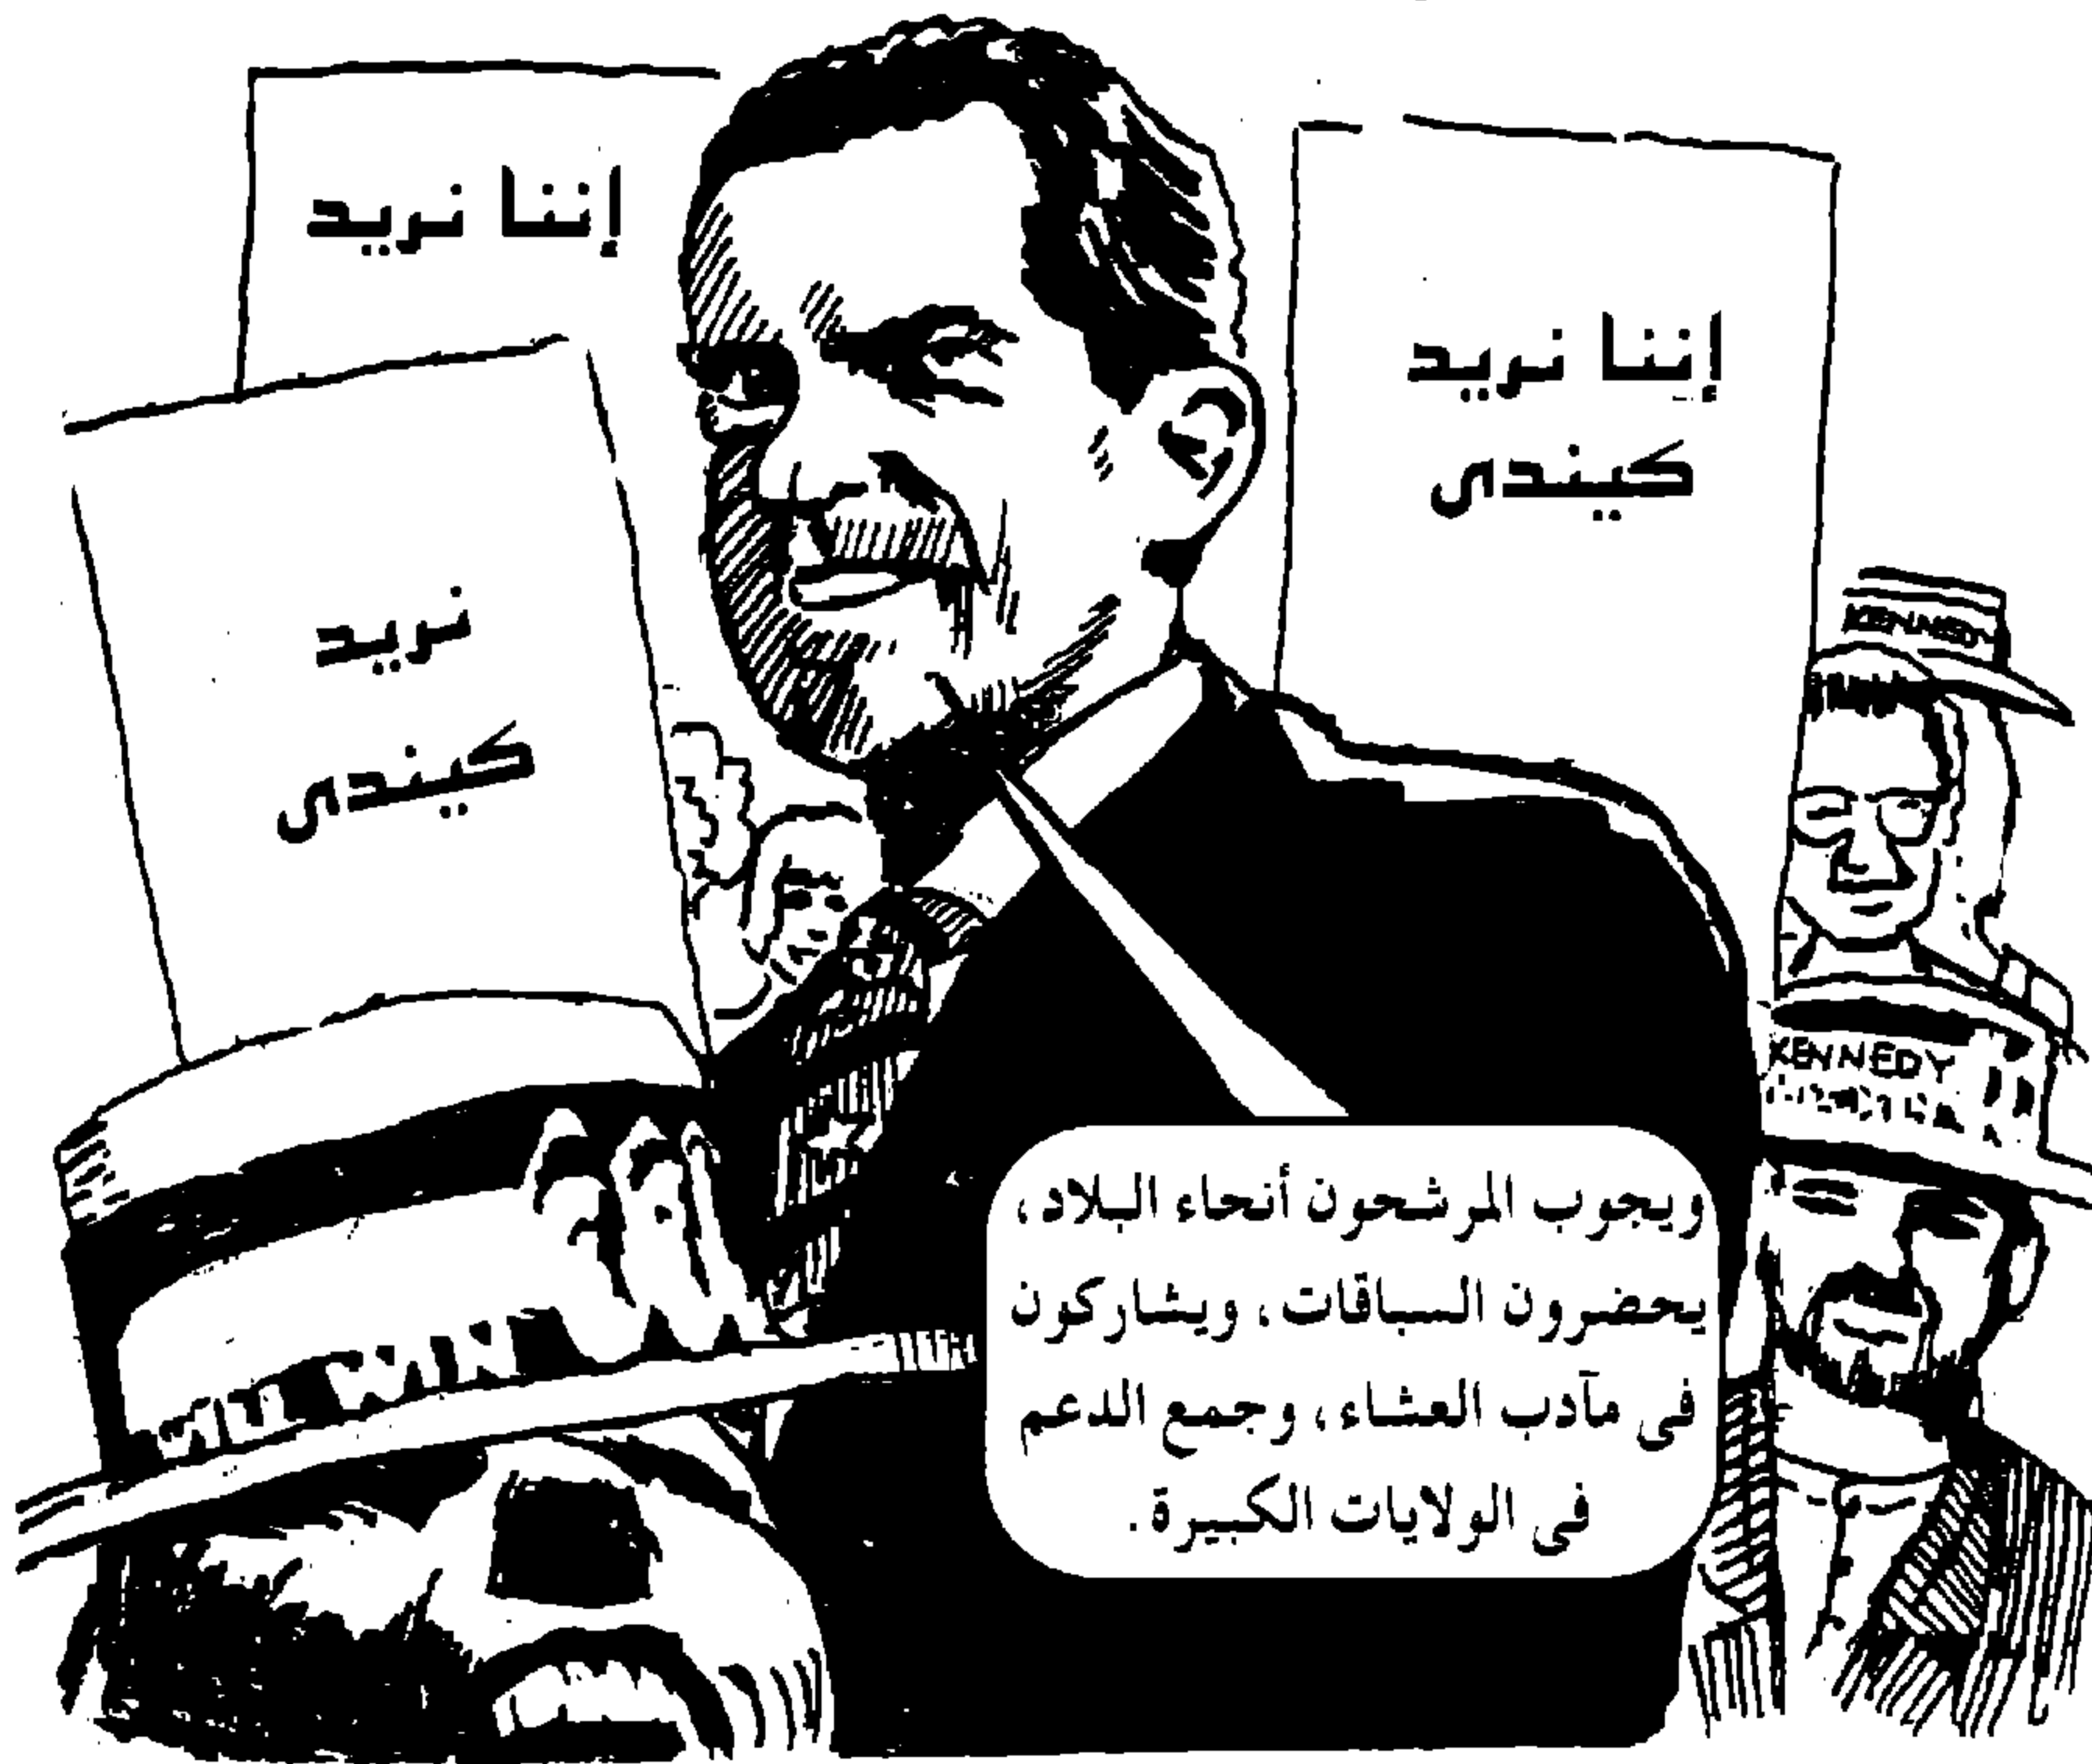 إننا نريد
إننا نريد
كيندى
نريد
كيندى
KENNEDY
KENNEDY
ويجوب المرشحون أنحاء البلاد،
يحضرون السباقات، ويشاركون
فى مآدب العشاء، وجمع الدعم
فى الولايات الكبيرة.